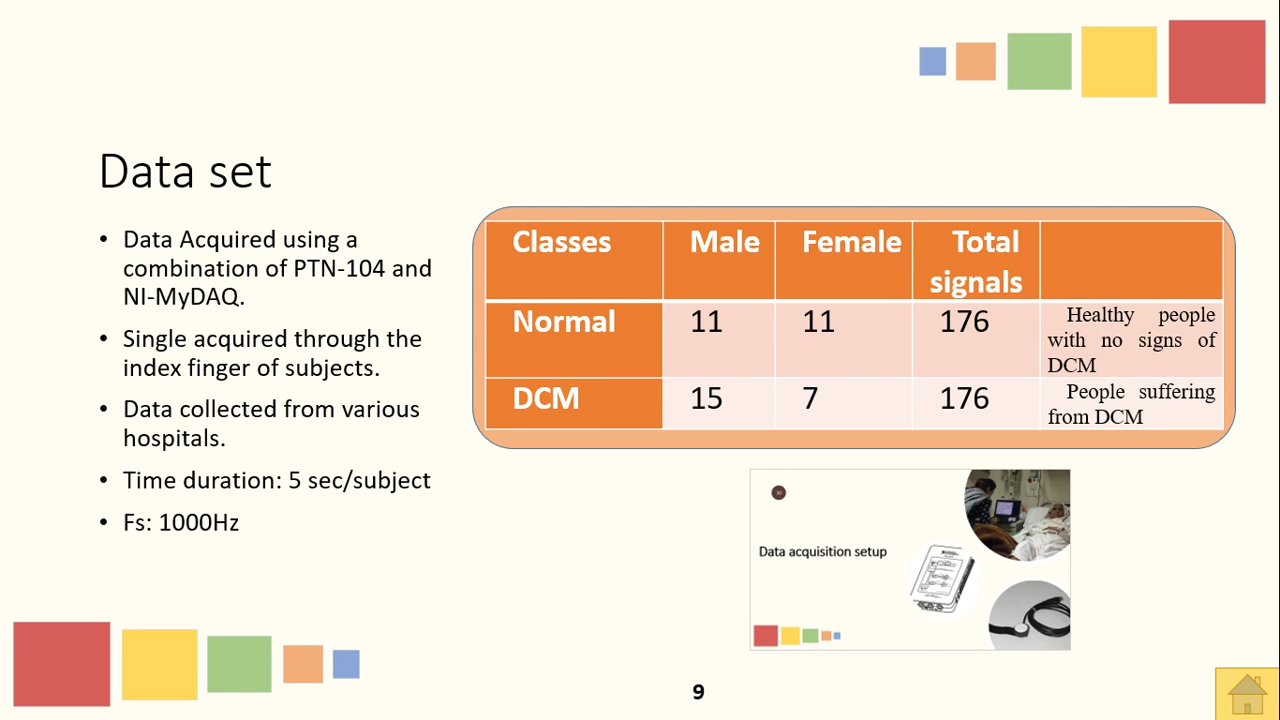 Data set
• Data Acquired using a
combination of PTN-104 and
NI-MyDAQ.
• Single acquired through the
index finger of subjects.
• Data collected from various
hospitals.
• Time duration: 5 sec/subject
• Fs: 1000Hz
Classes Male Female Total
signals
Normal 11 11 176 Healthy people
with no signs of
DCM
DCM 15 7 176 People suffering
from DCM
Data acquisition setup
9